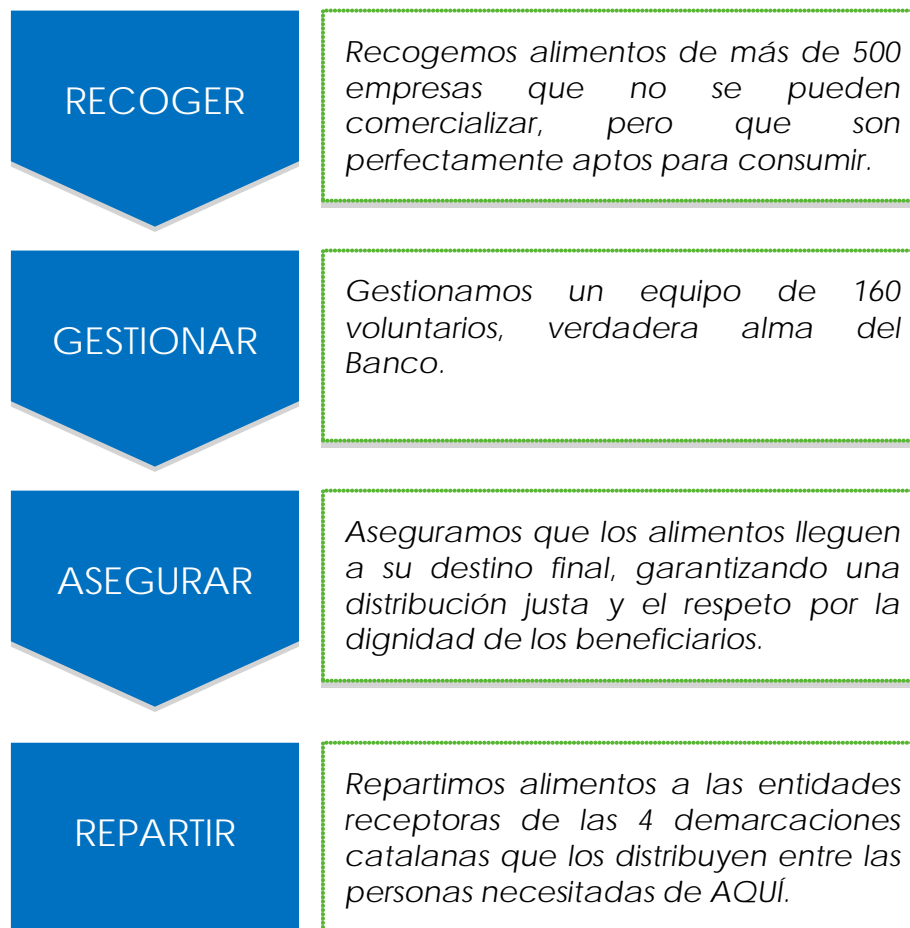 RECOGER
Recogemos alimentos de más de 500
empresas que no se pueden
comercializar, pero que son
perfectamente aptos para consumir.
GESTIONAR
Gestionamos un equipo de 160
voluntarios, verdadera alma del
Banco.
ASEGURAR
Aseguramos que los alimentos lleguen
a su destino final, garantizando una
distribución justa y el respeto por la
dignidad de los beneficiarios.
REPARTIR
Repartimos alimentos a las entidades
receptoras de las 4 demarcaciones
catalanas que los distribuyen entre las
personas necesitadas de AQUÍ.